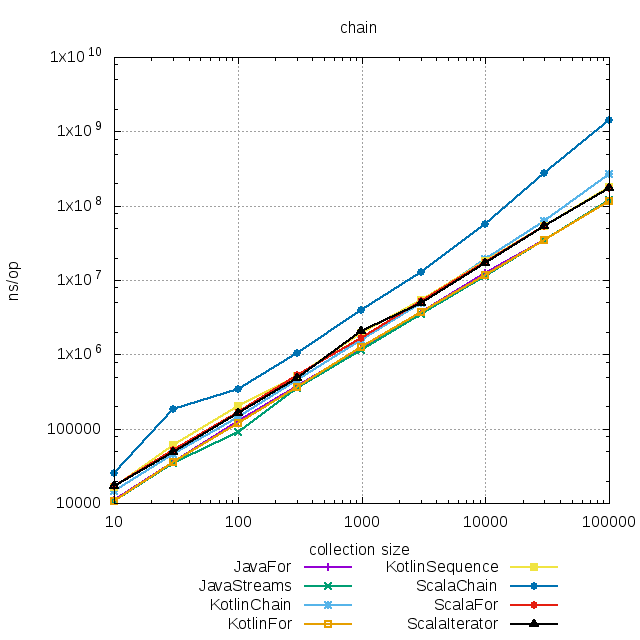 chain
1x10^10
1x10^9
1x10^8
1x10^7
1x10^6
100000
10000
ns/op
10 100 1000 10000 100000
collection size
JavaFor KotlinSequence
JavaStreams ScalaChain
KotlinChain ScalaFor
KotlinFor ScalaIterator